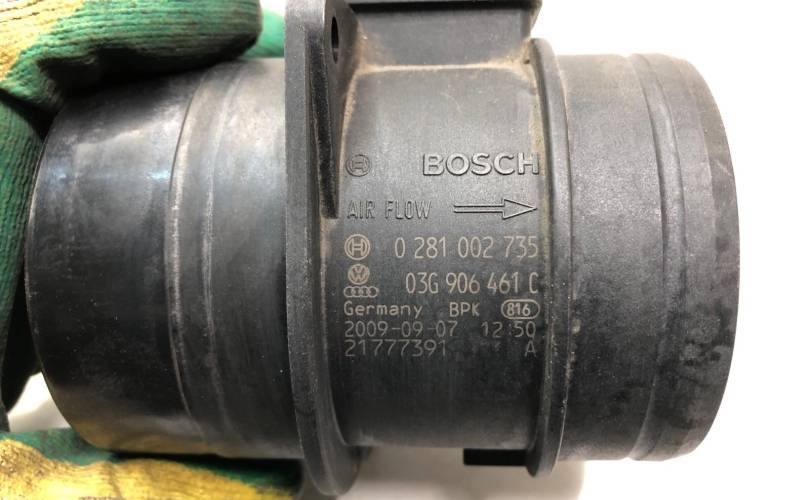 BOSCH
AIR FLOW
0 281 002 735
03G 906 461 C
Germany BPK 816
2009-09-07 12:50
21777391 A